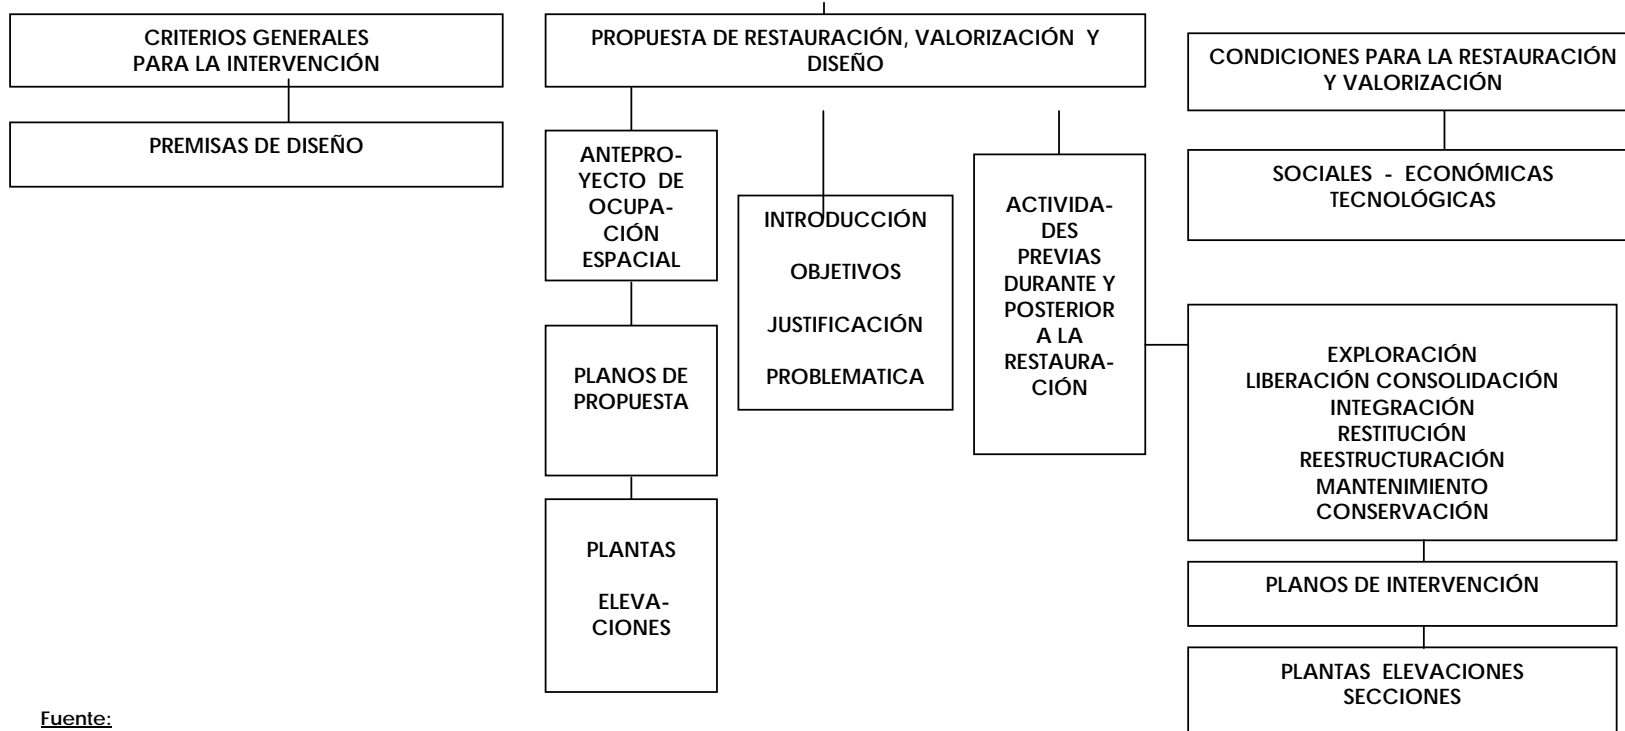 CRITERIOS GENERALES
PARA LA INTERVENCIÓN
PREMISAS DE DISEÑO
PROPUESTA DE RESTAURACIÓN, VALORIZACIÓN Y
DISEÑO
ANTEPRO-
YECTO DE
OCUPA-
CIÓN
ESPACIAL
PLANOS DE
PROPUESTA
PLANTAS
ELEVA-
CIONES
INTRODUCCIÓN
OBJETIVOS
JUSTIFICACIÓN
PROBLEMATICA
ACTIVIDA-
DES
PREVIAS
DURANTE Y
POSTERIOR
A LA
RESTAURA-
CIÓN
CONDICIONES PARA LA RESTAURACIÓN
Y VALORIZACIÓN
SOCIALES - ECONÓMICAS
TECNOLÓGICAS
EXPLORACIÓN
LIBERACIÓN CONSOLIDACIÓN
INTEGRACIÓN
RESTITUCIÓN
REESTRUCTURACIÓN
MANTENIMIENTO
CONSERVACIÓN
PLANOS DE INTERVENCIÓN
PLANTAS ELEVACIONES
SECCIONES
Fuente: